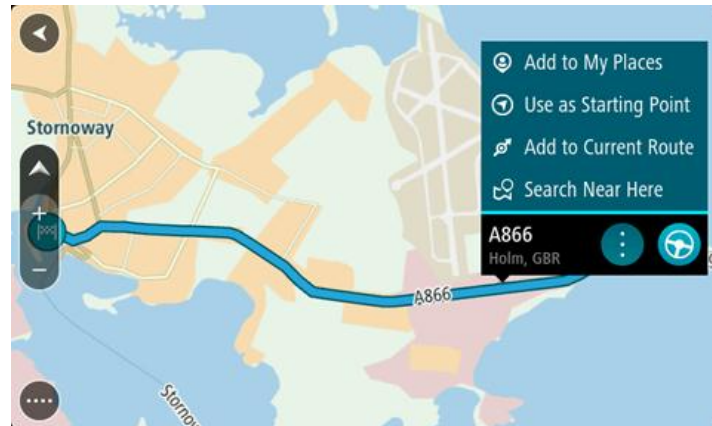 Add to My Places
Use as Starting Point
Stornoway
Add to Current Route
Search Near Here
A866
Holm, GBR
A866